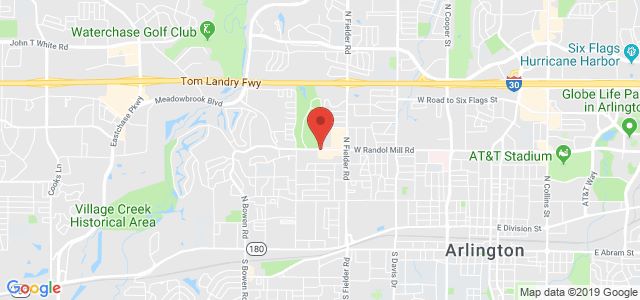 N Cooper St
N Fielder Rd
Waterchase Golf Club
John T White Rd
Six Flags
Hurricane Harbor
Tom Landry Fwy
30
Meadowbrook Blvd
W Road to Six Flags St
Globe Life Pa
in Arlington
Eastchase Pkwy
N Fielder Rd
W Randol Mill Rd
AT&T Stadium
Cooks Ln
AT&T Way
N Collins St
Village Creek
Historical Area
N Bowen Rd
E Division St
180
Arlington
E Abram St
S Bowen Rd
S Fielder Rd
S Davis Dr
Google
Map data ©2019 Google